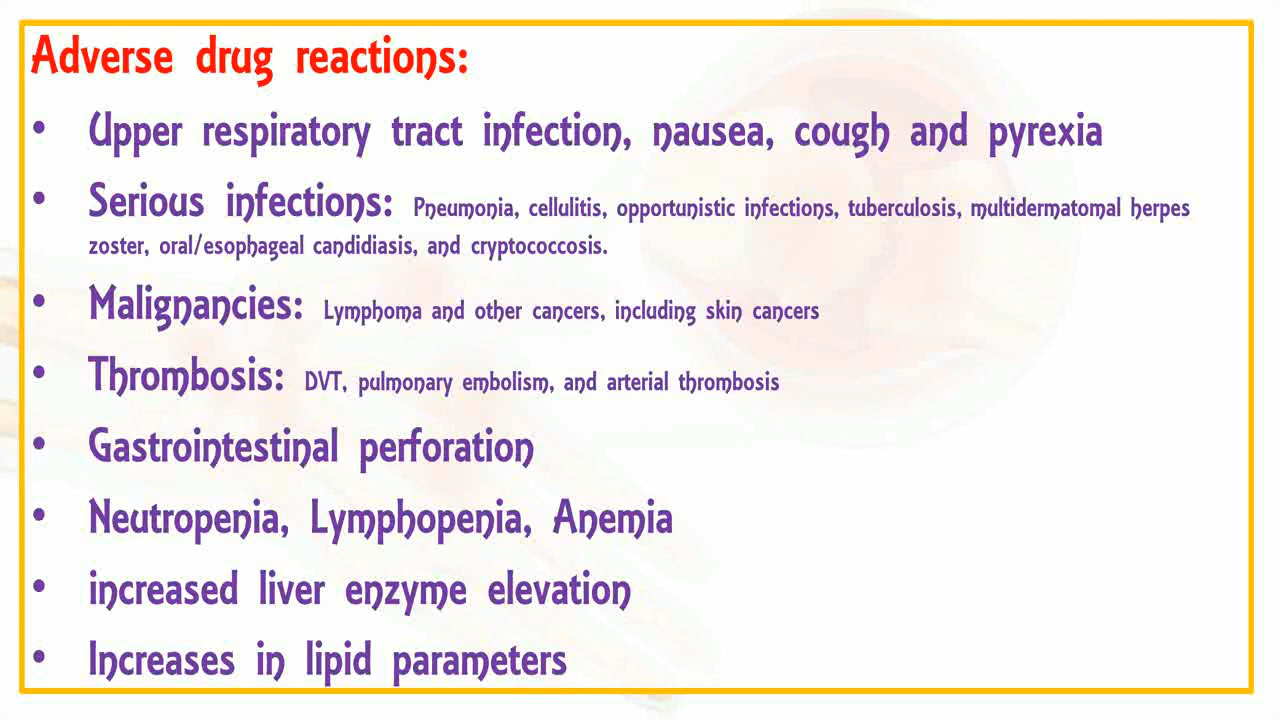 Adverse drug reactions:
• Upper respiratory tract infection, nausea, cough and pyrexia
• Serious infections: Pneumonia, cellulitis, opportunistic infections, tuberculosis, multidermatomal herpes
zoster, oral/esophageal candidiasis, and cryptococcosis.
• Malignancies: Lymphoma and other cancers, including skin cancers
• Thrombosis: DVT, pulmonary embolism, and arterial thrombosis
• Gastrointestinal perforation
• Neutropenia, Lymphopenia, Anemia
• increased liver enzyme elevation
• Increases in lipid parameters